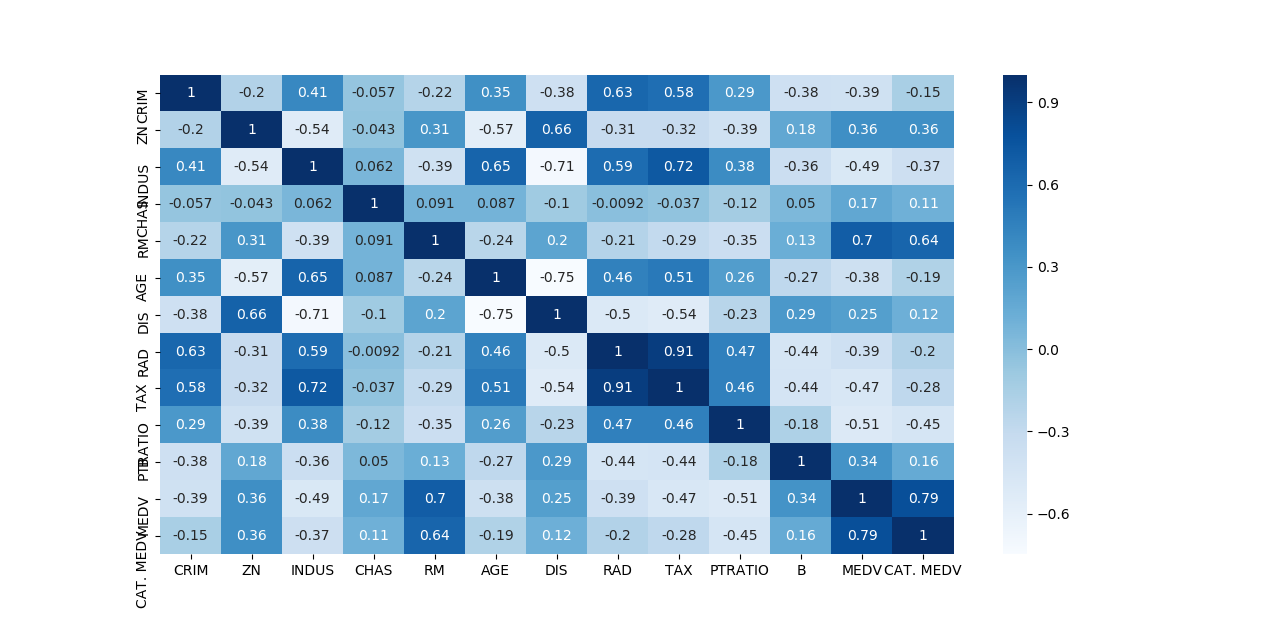 CRIM 1 -0.2 0.41 -0.057 -0.22 0.35 -0.38 0.63 0.58 0.29 -0.38 -0.39 -0.15
ZN -0.2 1 -0.54 -0.043 0.31 -0.57 0.66 -0.31 -0.32 -0.39 0.18 0.36 0.36
INDUS 0.41 -0.54 1 0.062 -0.39 0.65 -0.71 0.59 0.72 0.38 -0.36 -0.49 -0.37
CHAS -0.057 -0.043 0.062 1 0.091 0.087 -0.1 -0.0092 -0.037 -0.12 0.05 0.17 0.11
RM -0.22 0.31 -0.39 0.091 1 -0.24 0.2 -0.21 -0.29 -0.35 0.13 0.7 0.64
AGE 0.35 -0.57 0.65 0.087 -0.24 1 -0.75 0.46 0.51 0.26 -0.27 -0.38 -0.19
DIS -0.38 0.66 -0.71 -0.1 0.2 -0.75 1 -0.5 -0.54 -0.23 0.29 0.25 0.12
RAD 0.63 -0.31 0.59 -0.0092 -0.21 0.46 -0.5 1 0.91 0.47 -0.44 -0.39 -0.2
TAX 0.58 -0.32 0.72 -0.037 -0.29 0.51 -0.54 0.91 1 0.46 -0.44 -0.47 -0.28
PTRATIO 0.29 -0.39 0.38 -0.12 -0.35 0.26 -0.23 0.47 0.46 1 -0.18 -0.51 -0.45
B -0.38 0.18 -0.36 0.05 0.13 -0.27 0.29 -0.44 -0.44 -0.18 1 0.34 0.16
MEDV -0.39 0.36 -0.49 0.17 0.7 -0.38 0.25 -0.39 -0.47 -0.51 0.34 1 0.79
CAT. MEDV -0.15 0.36 -0.37 0.11 0.64 -0.19 0.12 -0.2 -0.28 -0.45 0.16 0.79 1
CRIM ZN INDUS CHAS RM AGE DIS RAD TAX PTRATIO B MEDV CAT. MEDV
0.9
0.6
0.3
0.0
−0.3
−0.6